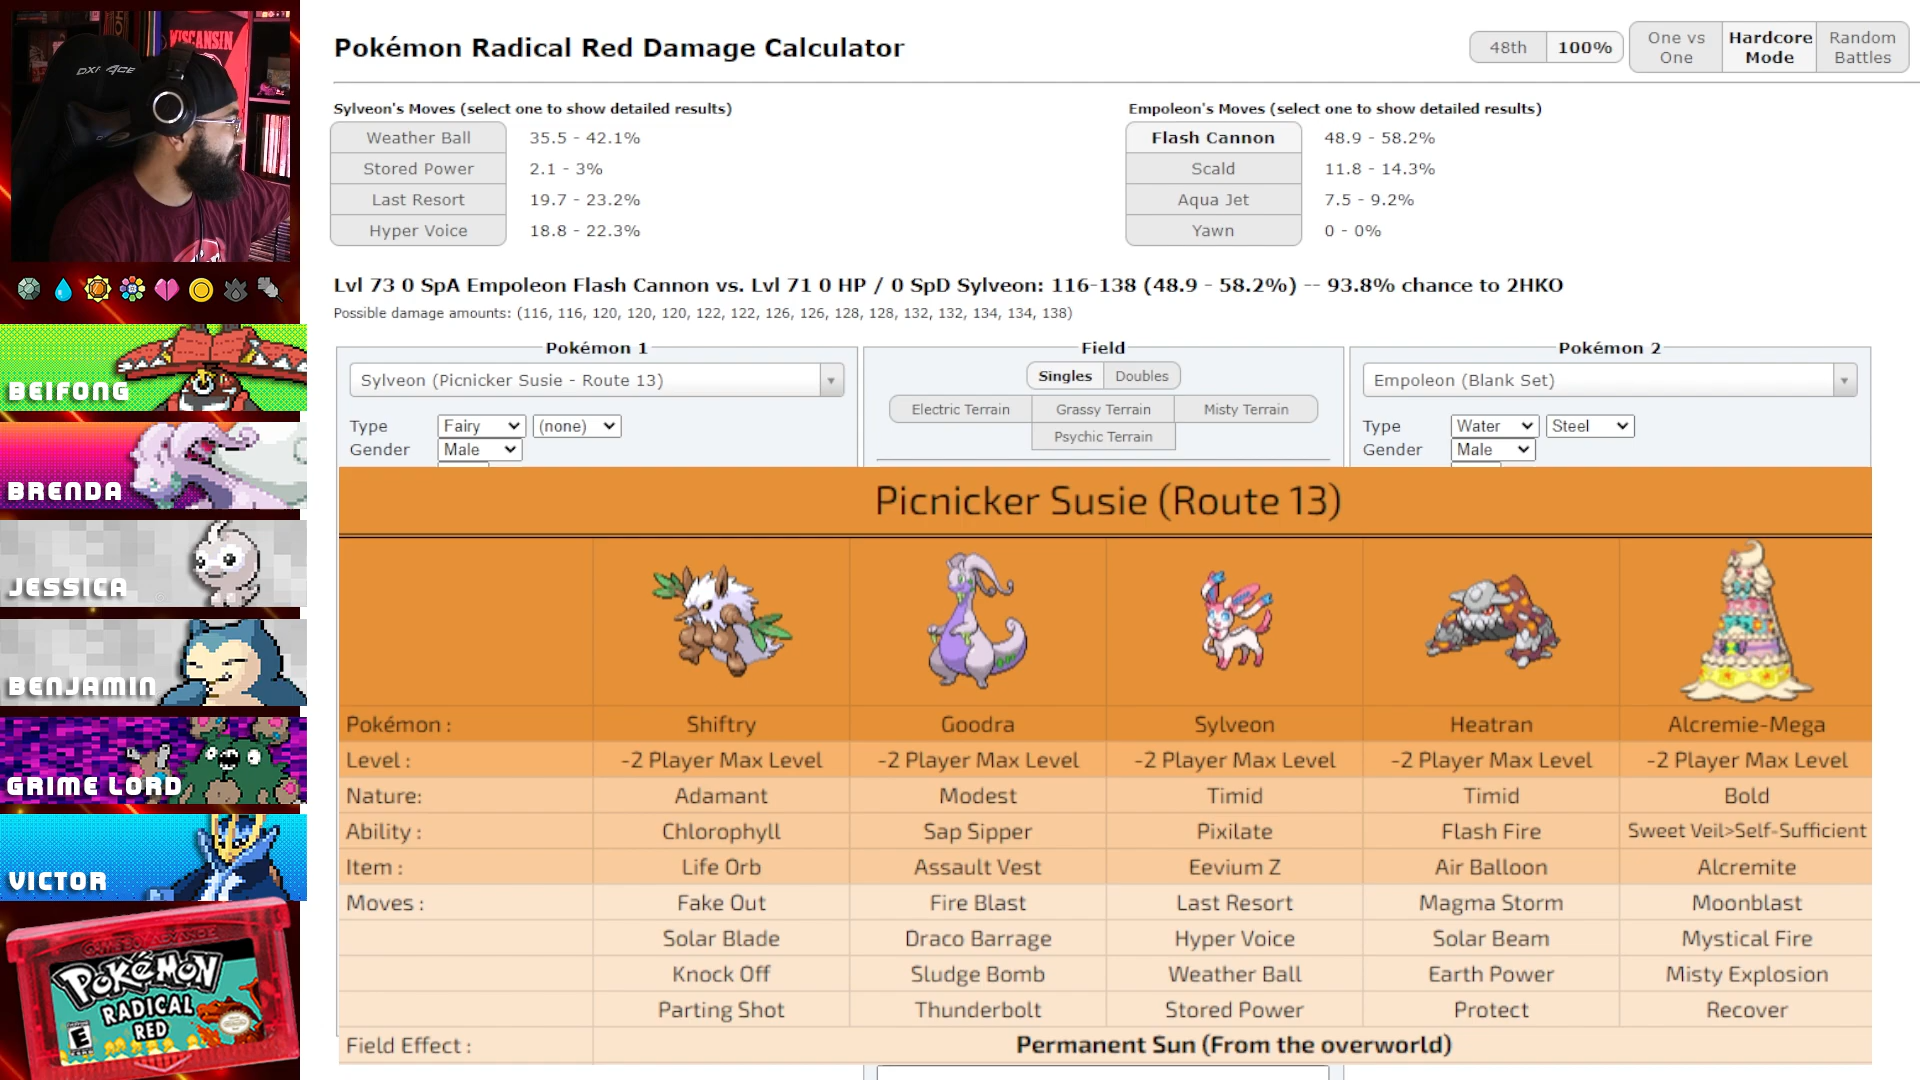 WISCANSIN
DXRACE
BEIFONG
BRENDA
JESSICA
BENJAMIN
GRIME LORD
VICTOR
GAME BOY ADVANCE
POKéMON
RADICAL
RED
E
Pokémon Radical Red Damage Calculator
48th 100%
One vs One
Hardcore Mode
Random Battles
Sylveon's Moves (select one to show detailed results)
Weather Ball 35.5 - 42.1%
Stored Power 2.1 - 3%
Last Resort 19.7 - 23.2%
Hyper Voice 18.8 - 22.3%
Empoleon's Moves (select one to show detailed results)
Flash Cannon 48.9 - 58.2%
Scald 11.8 - 14.3%
Aqua Jet 7.5 - 9.2%
Yawn 0 - 0%
Lvl 73 0 SpA Empoleon Flash Cannon vs. Lvl 71 0 HP / 0 SpD Sylveon: 116-138 (48.9 - 58.2%) -- 93.8% chance to 2HKO
Possible damage amounts: (116, 116, 120, 120, 120, 122, 122, 126, 126, 128, 128, 132, 132, 134, 134, 138)
Pokémon 1
Sylveon (Picnicker Susie - Route 13)
Type Fairy (none)
Gender Male
Field
Singles Doubles
Electric Terrain Grassy Terrain Misty Terrain
Psychic Terrain
Pokémon 2
Empoleon (Blank Set)
Type Water Steel
Gender Male
Picnicker Susie (Route 13)
Pokémon : Shiftry Goodra Sylveon Heatran Alcremie-Mega
Level : -2 Player Max Level -2 Player Max Level -2 Player Max Level -2 Player Max Level -2 Player Max Level
Nature: Adamant Modest Timid Timid Bold
Ability : Chlorophyll Sap Sipper Pixilate Flash Fire Sweet Veil>Self-Sufficient
Item : Life Orb Assault Vest Eevium Z Air Balloon Alcremite
Moves : Fake Out Fire Blast Last Resort Magma Storm Moonblast
Solar Blade Draco Barrage Hyper Voice Solar Beam Mystical Fire
Knock Off Sludge Bomb Weather Ball Earth Power Misty Explosion
Parting Shot Thunderbolt Stored Power Protect Recover
Field Effect : Permanent Sun (From the overworld)